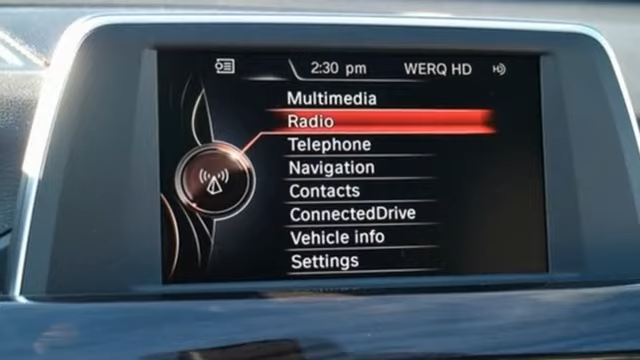 2:30 pm WERQ HD
Multimedia
Radio
Telephone
Navigation
Contacts
ConnectedDrive
Vehicle info
Settings